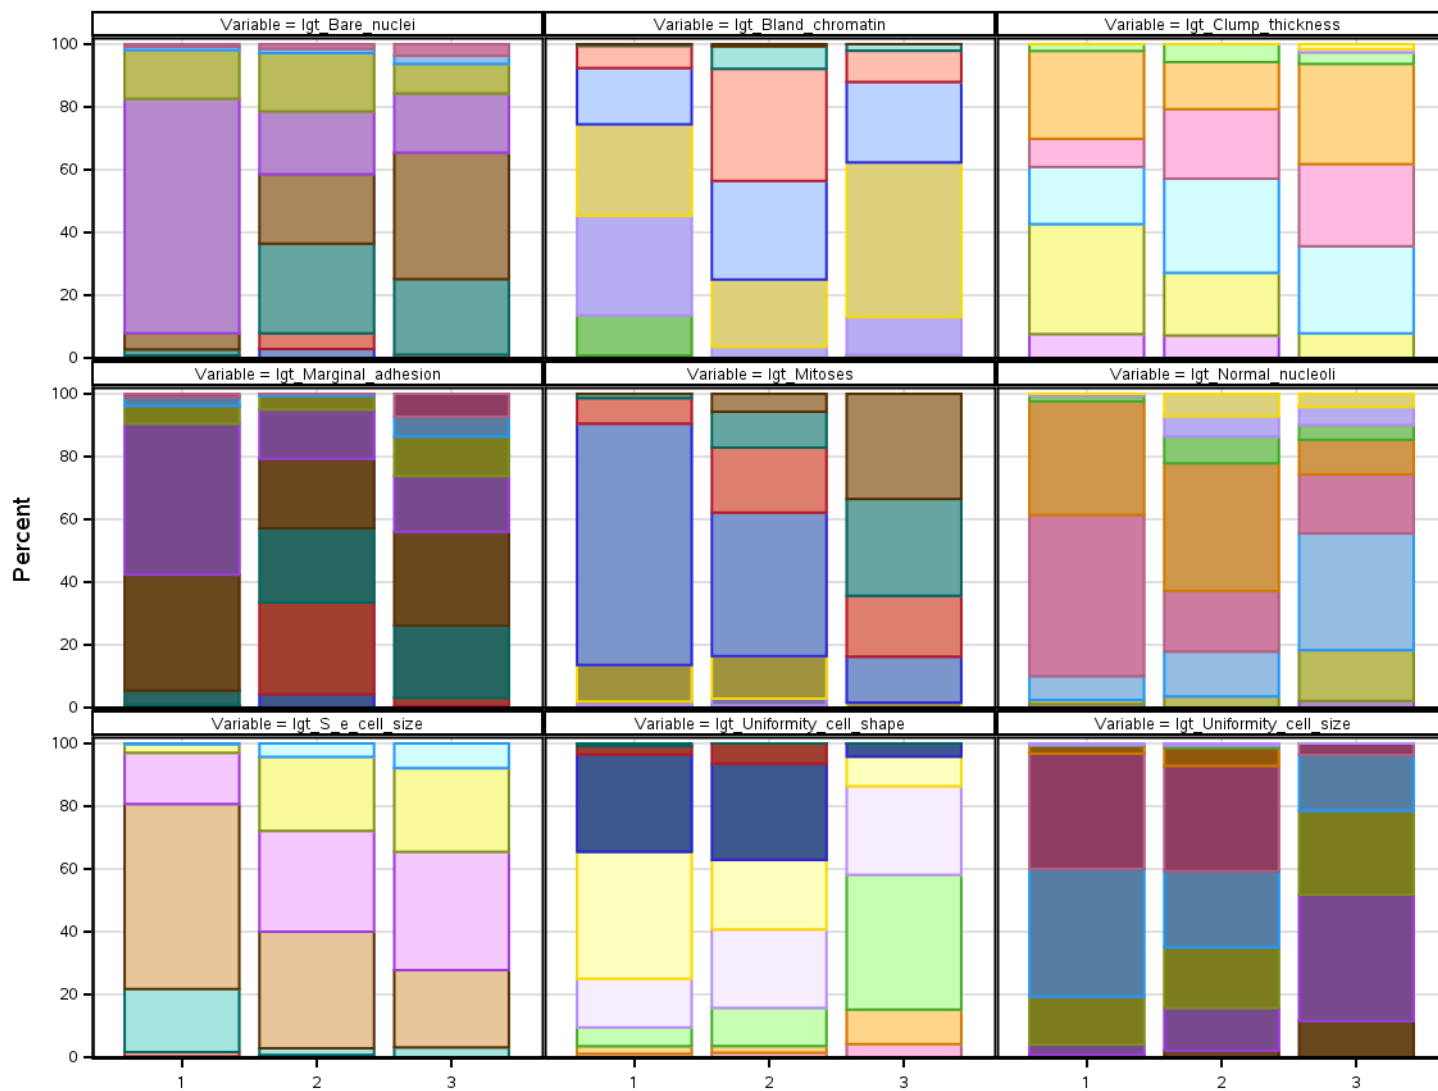 Variable = lgt_Bare_nuclei
Variable = lgt_Bland_chromatin
Variable = lgt_Clump_thickness
100
80
60
40
20
0
Variable = lgt_Marginal_adhesion
Variable = lgt_Mitoses
Variable = lgt_Normal_nucleoli
100
80
60
40
20
0
Percent
Variable = lgt_S_e_cell_size
Variable = lgt_Uniformity_cell_shape
Variable = lgt_Uniformity_cell_size
100
80
60
40
20
0
1 2 3 1 2 3 1 2 3